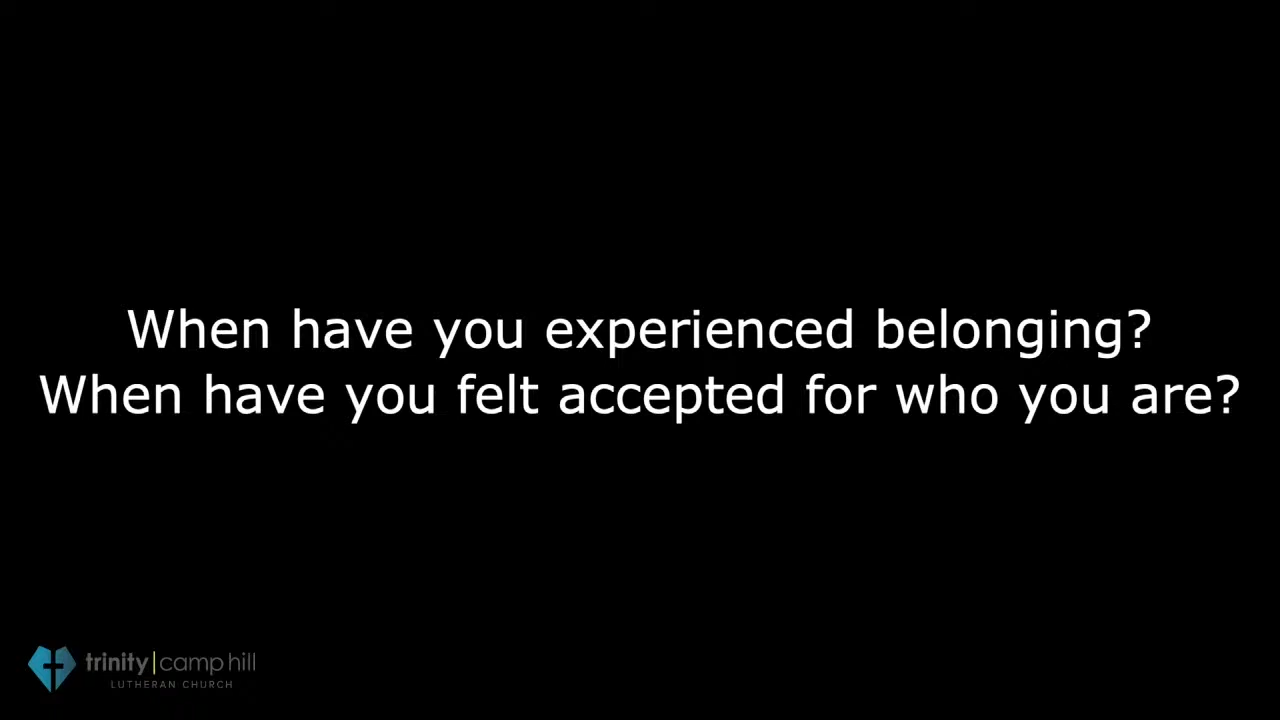 When have you experienced belonging?
When have you felt accepted for who you are?
trinity|camp hill
LUTHERAN CHURCH